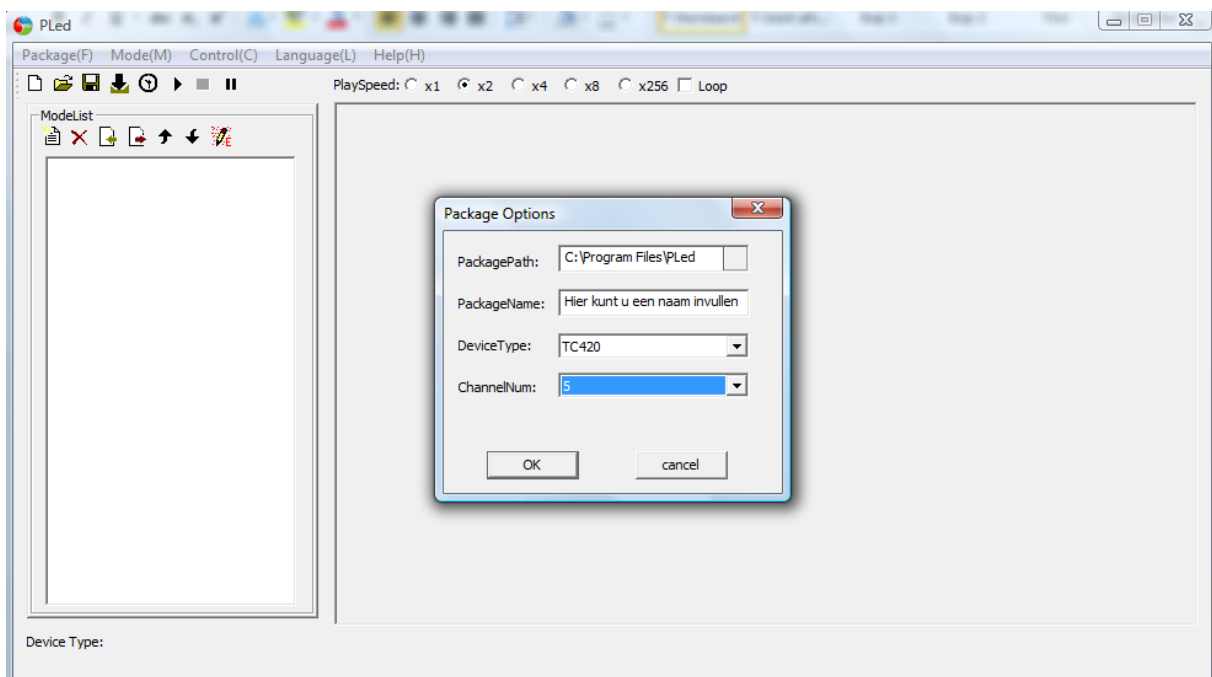 PLed
Package(F) Mode(M) Control(C) Language(L) Help(H)
PlaySpeed: x1 x2 x4 x8 x256 Loop
ModeList
E
Package Options
PackagePath: C:\Program Files\PLed
PackageName: Hier kunt u een naam invullen
DeviceType: TC420
ChannelNum: 5
OK cancel
Device Type: